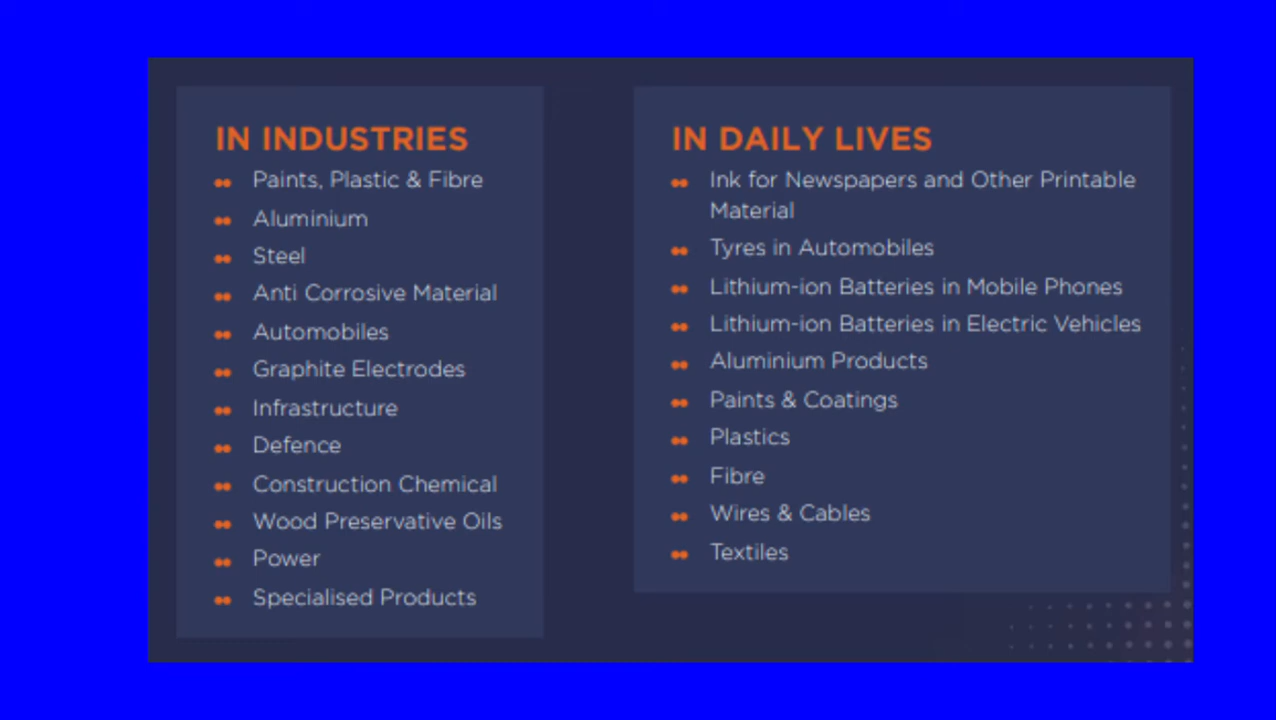 IN INDUSTRIES
Paints, Plastic & Fibre
Aluminium
Steel
Anti Corrosive Material
Automobiles
Graphite Electrodes
Infrastructure
Defence
Construction Chemical
Wood Preservative Oils
Power
Specialised Products
IN DAILY LIVES
Ink for Newspapers and Other Printable
Material
Tyres in Automobiles
Lithium-ion Batteries in Mobile Phones
Lithium-ion Batteries in Electric Vehicles
Aluminium Products
Paints & Coatings
Plastics
Fibre
Wires & Cables
Textiles